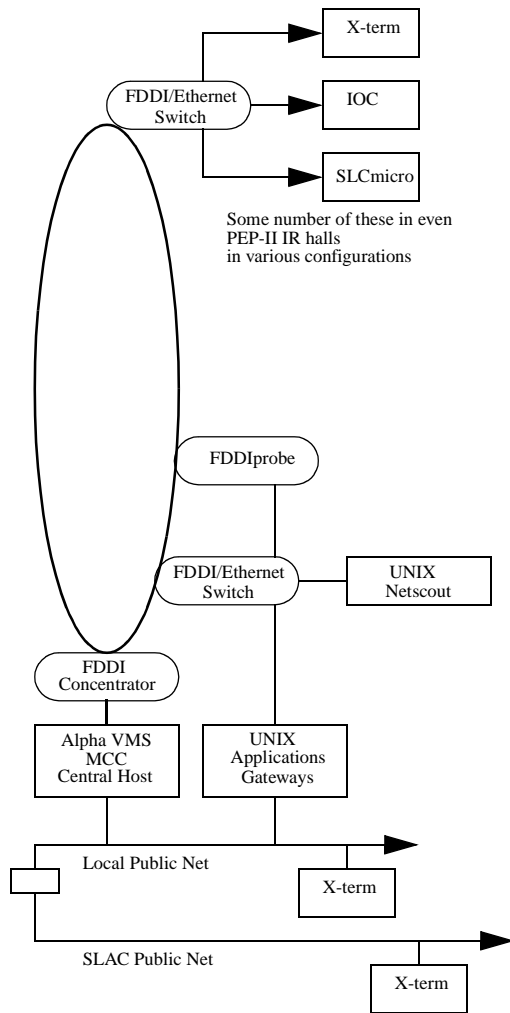 X-term
FDDI/Ethernet
Switch
IOC
SLCmicro
Some number of these in even
PEP-II IR halls
in various configurations
FDDIprobe
FDDI/Ethernet
Switch
UNIX
Netscout
FDDI
Concentrator
Alpha VMS
MCC
Central Host
UNIX
Applications
Gateways
Local Public Net
X-term
SLAC Public Net
X-term